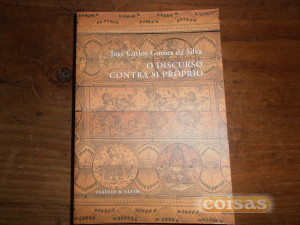 José Carlos Gomes da Silva
O DISCURSO
CONTRA SI PRÓPRIO
ASSÍRIO & ALVIM
coisas